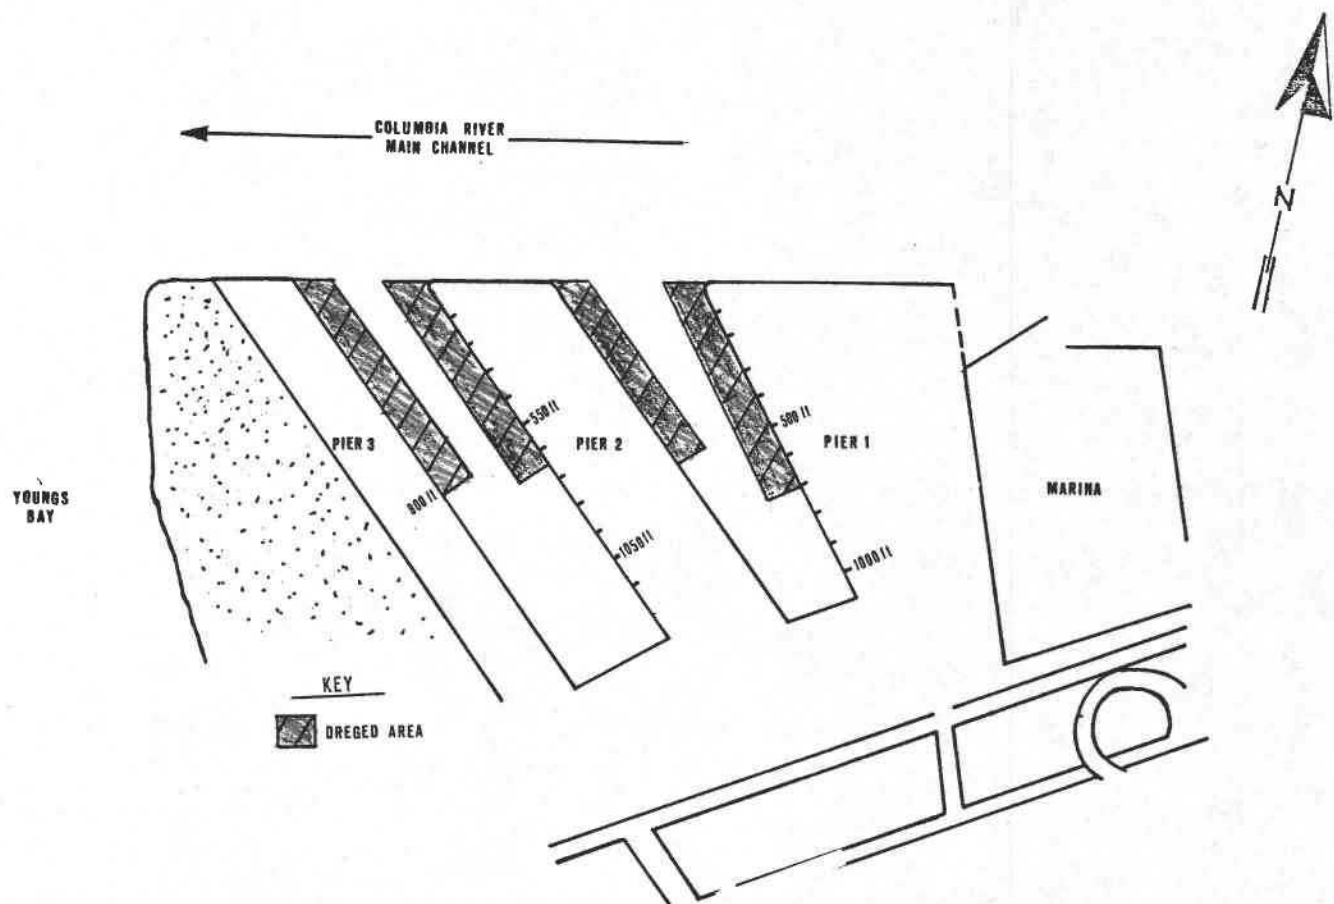 COLUMBIA RIVER
MAIN CHANNEL
N
550 ft
500 ft
PIER 3
PIER 2
PIER 1
YOUNGS
BAY
MARINA
900 ft
1050 ft
1000 ft
KEY
DREGED AREA